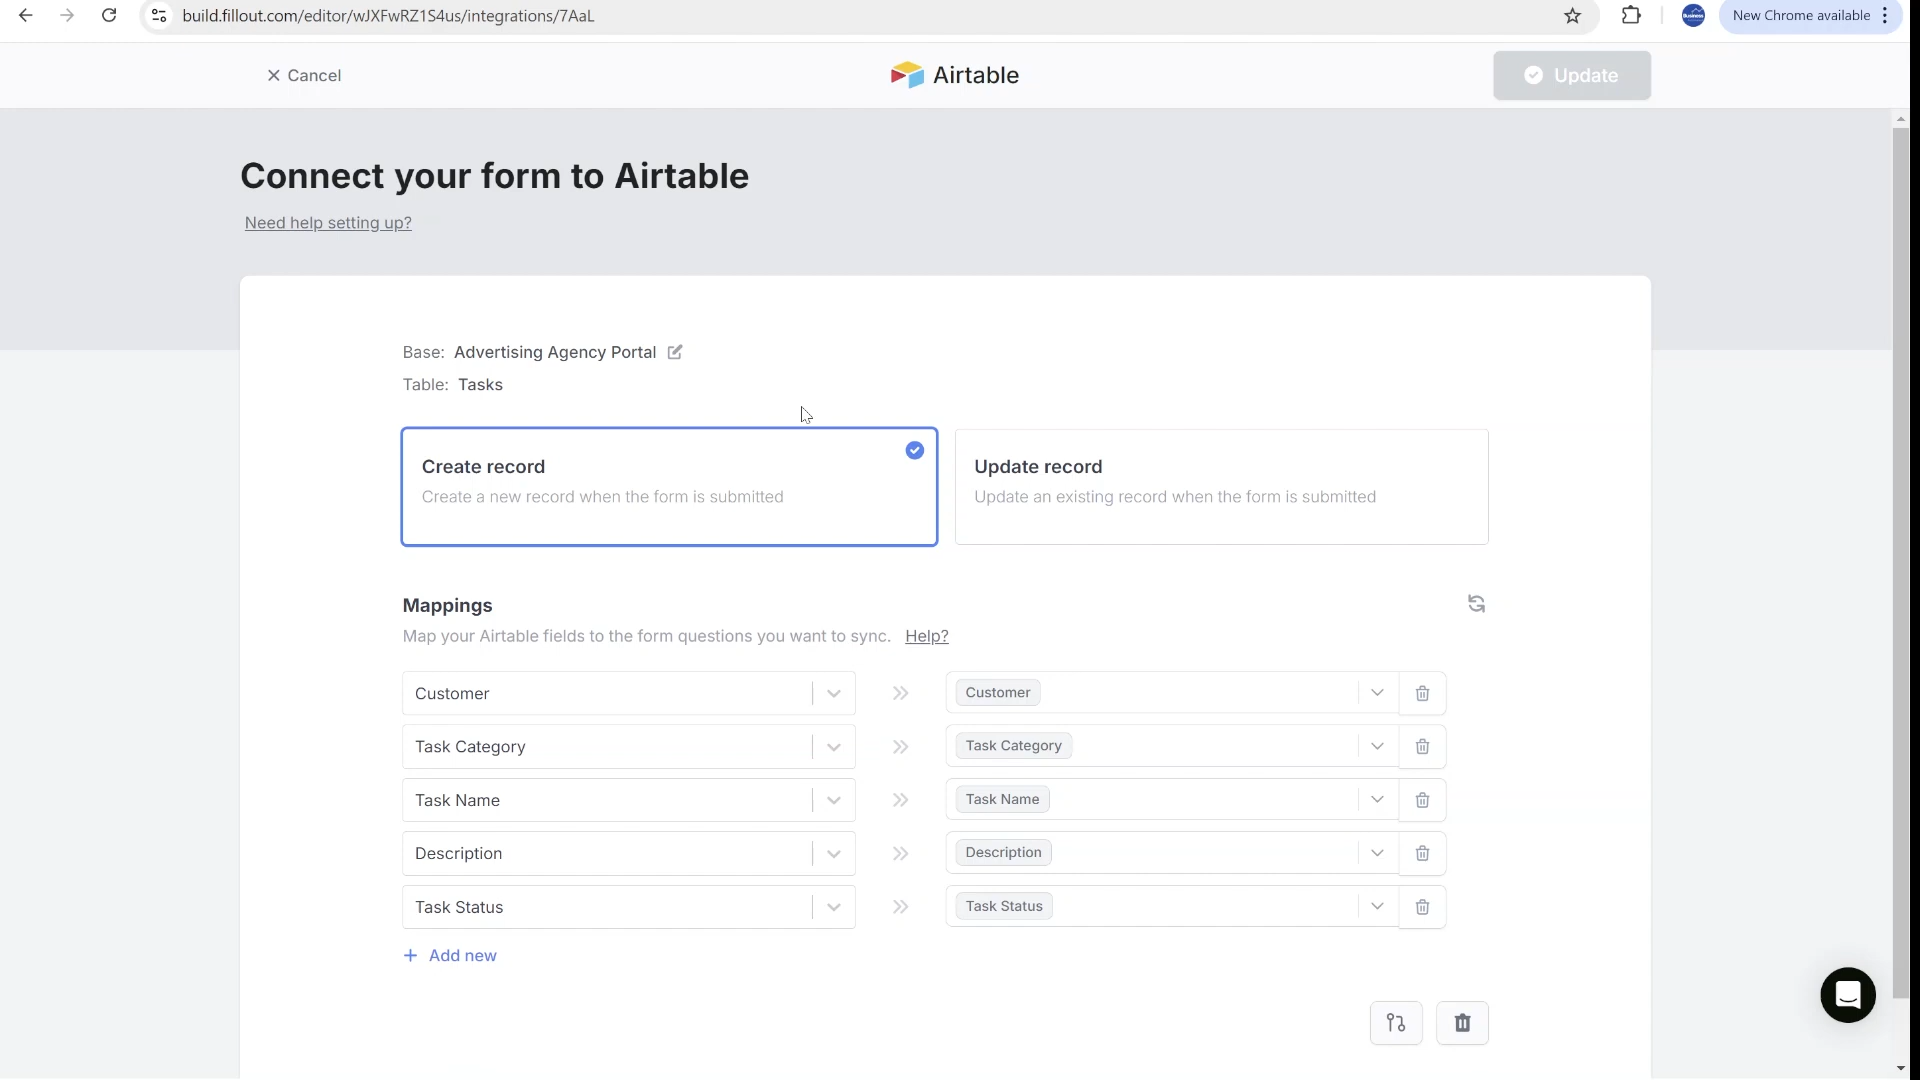 build.fillout.com/editor/wJXFwRZ1S4us/integrations/7AaL
New Chrome available
Cancel
Airtable
Update
Connect your form to Airtable
Need help setting up?
Base: Advertising Agency Portal
Table: Tasks
Create record
Create a new record when the form is submitted
Update record
Update an existing record when the form is submitted
Mappings
Map your Airtable fields to the form questions you want to sync. Help?
Customer Customer
Task Category Task Category
Task Name Task Name
Description Description
Task Status Task Status
+ Add new